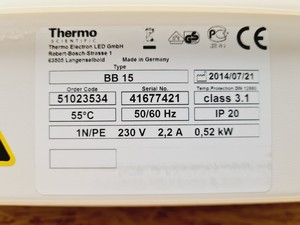 Thermo
SCIENTIFIC
Thermo Electron LED GmbH
Robert-Bosch-Strasse 1
63505 Langenselbold
Made in Germany
Type
BB 15
2014/07/21
Order Code
Serial No.
Temp.Protection DIN 12880
51023534
41677421
class 3.1
55°C
50/60 Hz
IP 20
1N/PE 230 V 2,2 A 0,52 kW